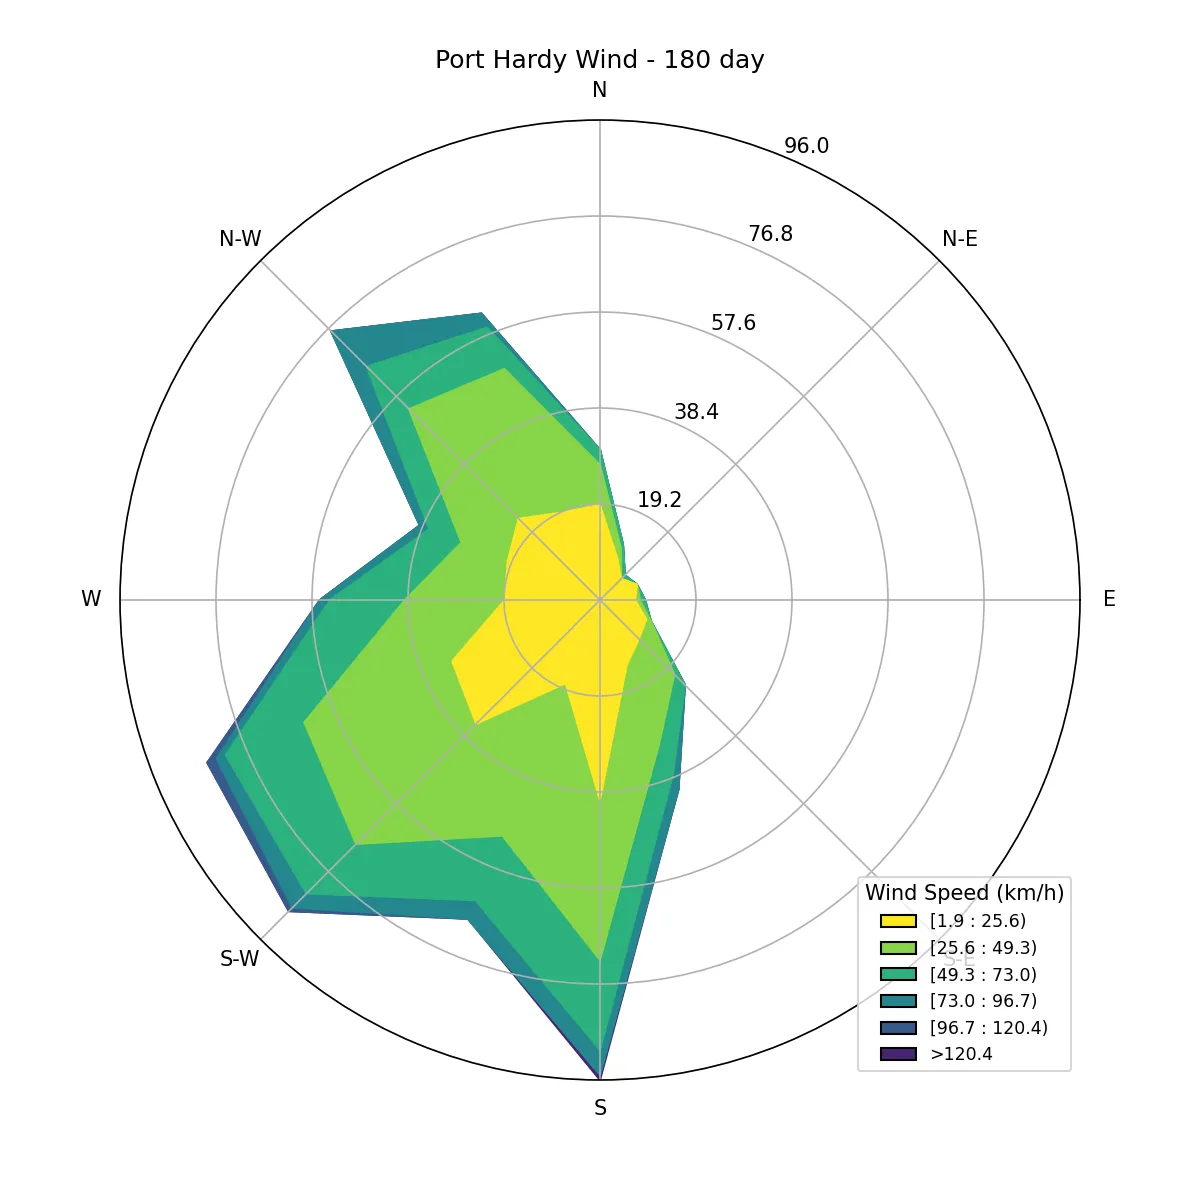 Port Hardy Wind - 180 day
N
96.0
N-W
N-E
76.8
57.6
38.4
19.2
W
E
S-W
S-E
S
Wind Speed (km/h)
[1.9 : 25.6)
[25.6 : 49.3)
[49.3 : 73.0)
[73.0 : 96.7)
[96.7 : 120.4)
>120.4